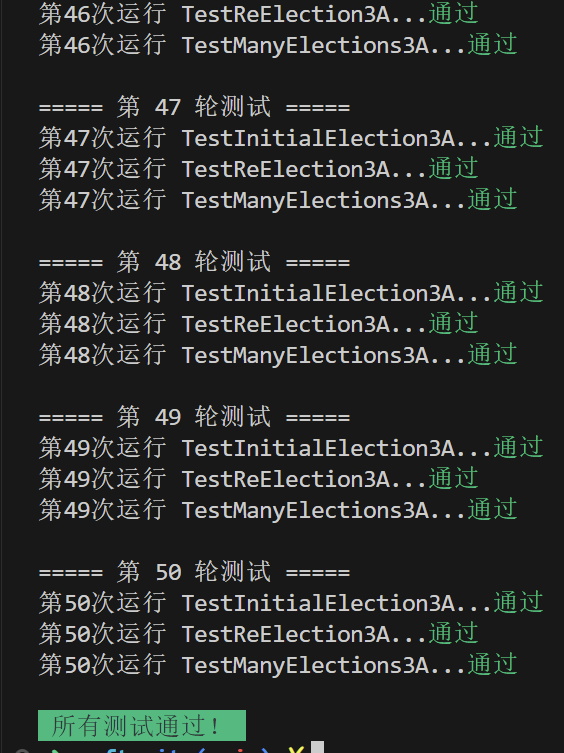 第46次运行 TestReElection3A...通过
第46次运行 TestManyElections3A...通过
===== 第 47 轮测试 =====
第47次运行 TestInitialElection3A...通过
第47次运行 TestReElection3A...通过
第47次运行 TestManyElections3A...通过
===== 第 48 轮测试 =====
第48次运行 TestInitialElection3A...通过
第48次运行 TestReElection3A...通过
第48次运行 TestManyElections3A...通过
===== 第 49 轮测试 =====
第49次运行 TestInitialElection3A...通过
第49次运行 TestReElection3A...通过
第49次运行 TestManyElections3A...通过
===== 第 50 轮测试 =====
第50次运行 TestInitialElection3A...通过
第50次运行 TestReElection3A...通过
第50次运行 TestManyElections3A...通过
所有测试通过！